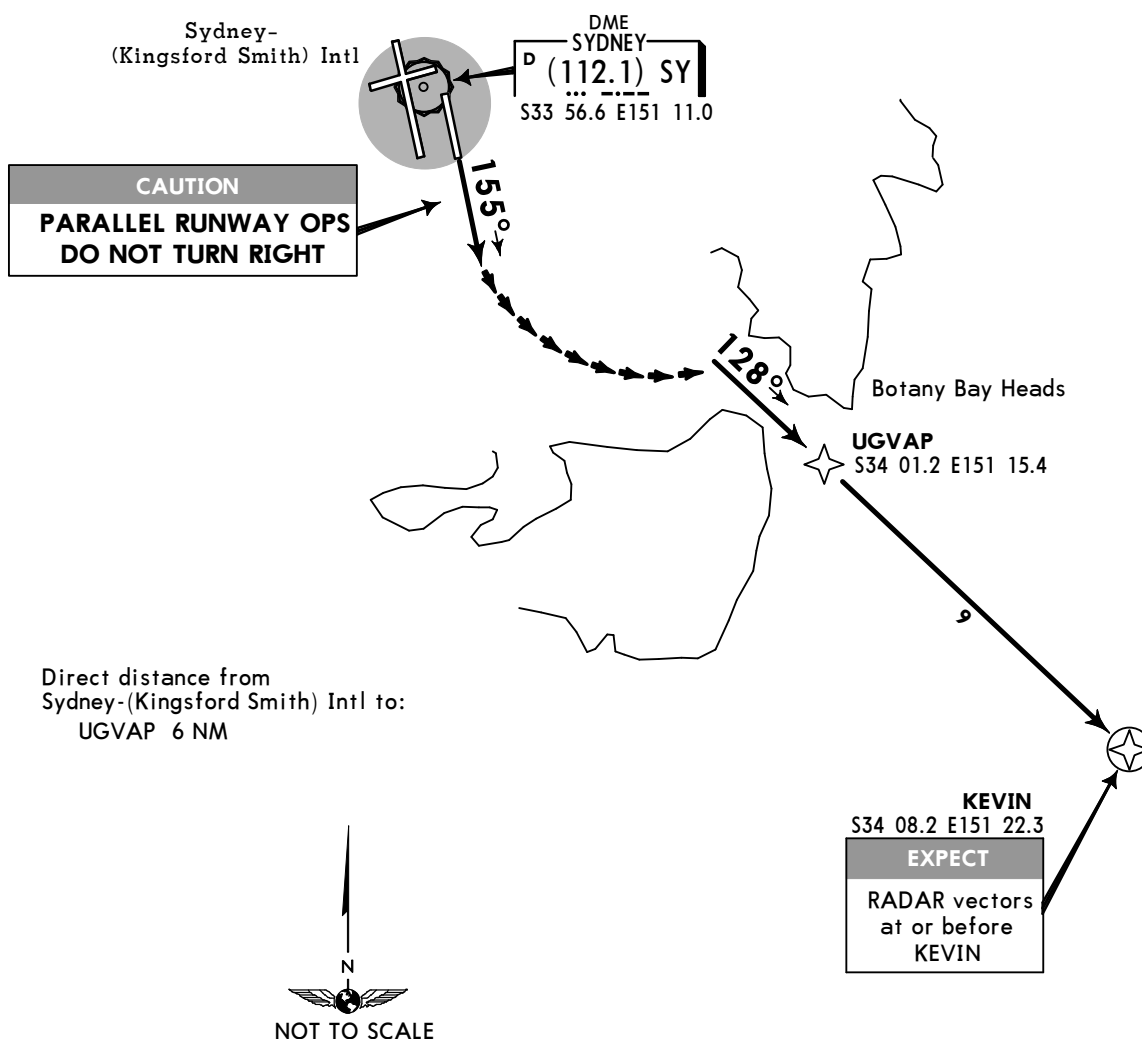 Sydney-
(Kingsford Smith) Intl
DME
SYDNEY
D (112.1) SY
S33 56.6 E151 11.0
CAUTION
PARALLEL RUNWAY OPS
DO NOT TURN RIGHT
155°
128°
Botany Bay Heads
UGVAP
S34 01.2 E151 15.4
9
Direct distance from
Sydney-(Kingsford Smith) Intl to:
UGVAP 6 NM
KEVIN
S34 08.2 E151 22.3
EXPECT
RADAR vectors
at or before
KEVIN
N
NOT TO SCALE